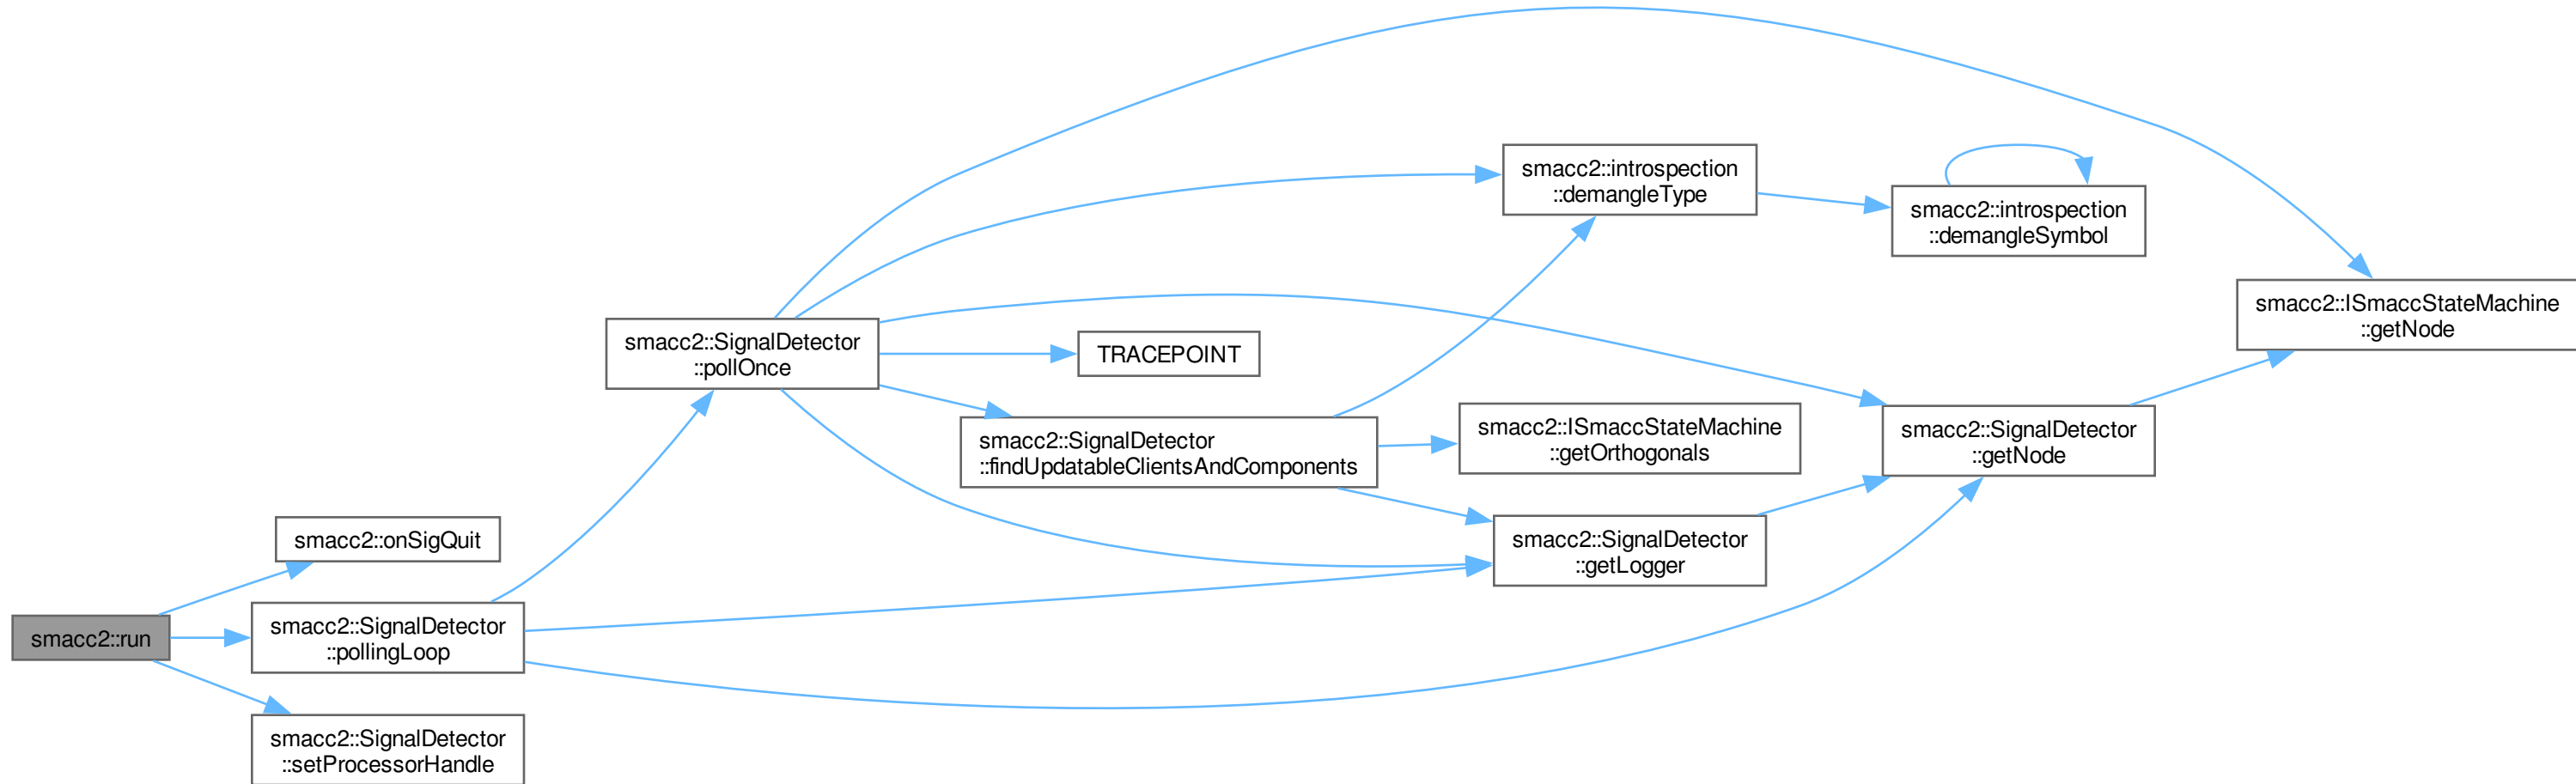 smacc2::run
smacc2::onSigQuit
smacc2::SignalDetector
::pollingLoop
smacc2::SignalDetector
::setProcessorHandle
smacc2::SignalDetector
::pollOnce
TRACEPOINT
smacc2::SignalDetector
::findUpdatableClientsAndComponents
smacc2::introspection
::demangleType
smacc2::ISmaccStateMachine
::getOrthogonals
smacc2::SignalDetector
::getLogger
smacc2::introspection
::demangleSymbol
smacc2::SignalDetector
::getNode
smacc2::ISmaccStateMachine
::getNode